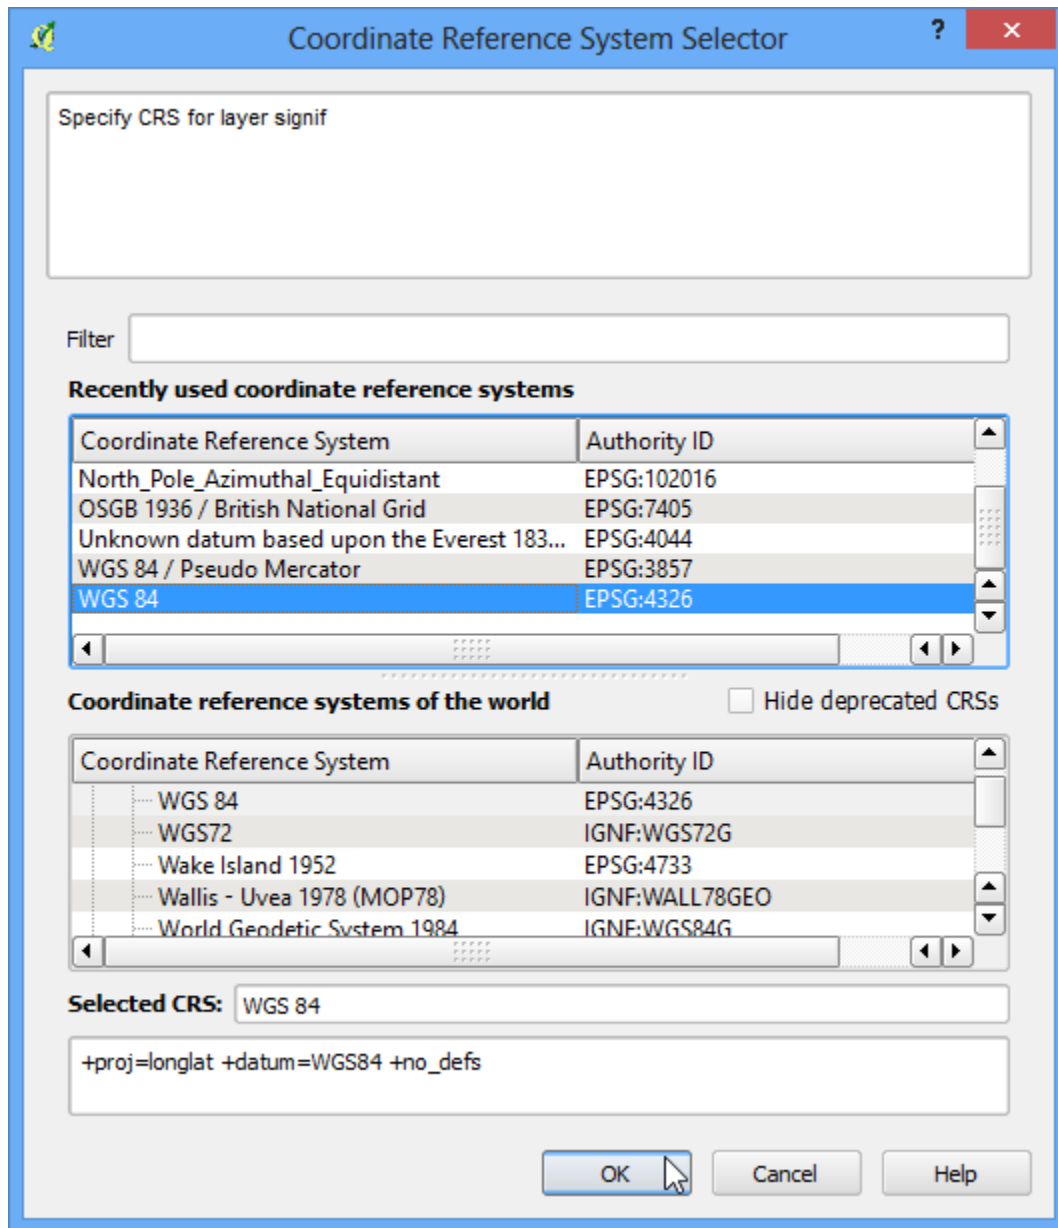 Coordinate Reference System Selector
?
Specify CRS for layer signif
Filter
Recently used coordinate reference systems
Coordinate Reference System Authority ID
North_Pole_Azimuthal_Equidistant EPSG:102016
OSGB 1936 / British National Grid EPSG:7405
Unknown datum based upon the Everest 183... EPSG:4044
WGS 84 / Pseudo Mercator EPSG:3857
WGS 84 EPSG:4326
Coordinate reference systems of the world Hide deprecated CRSs
Coordinate Reference System Authority ID
WGS 84 EPSG:4326
WGS72 IGNF:WGS72G
Wake Island 1952 EPSG:4733
Wallis - Uvea 1978 (MOP78) IGNF:WALL78GEO
World Geodetic System 1984 IGNF:WGS84G
Selected CRS: WGS 84
+proj=longlat +datum=WGS84 +no_defs
OK Cancel Help